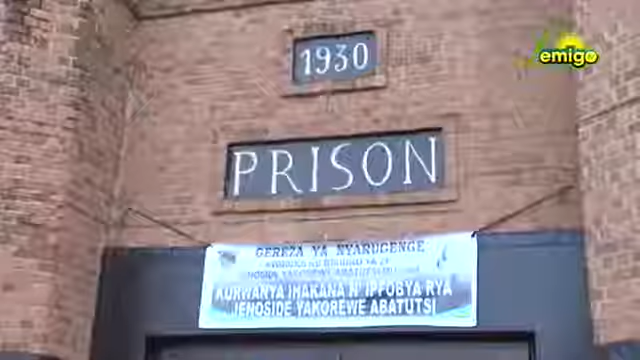 1930
emigo
PRISON
GEREZA YA NYARUGENGE
KURWANYA IHAKANA N' IPFOBYA RYA
JENOSIDE YAKOREWE ABATUTSI